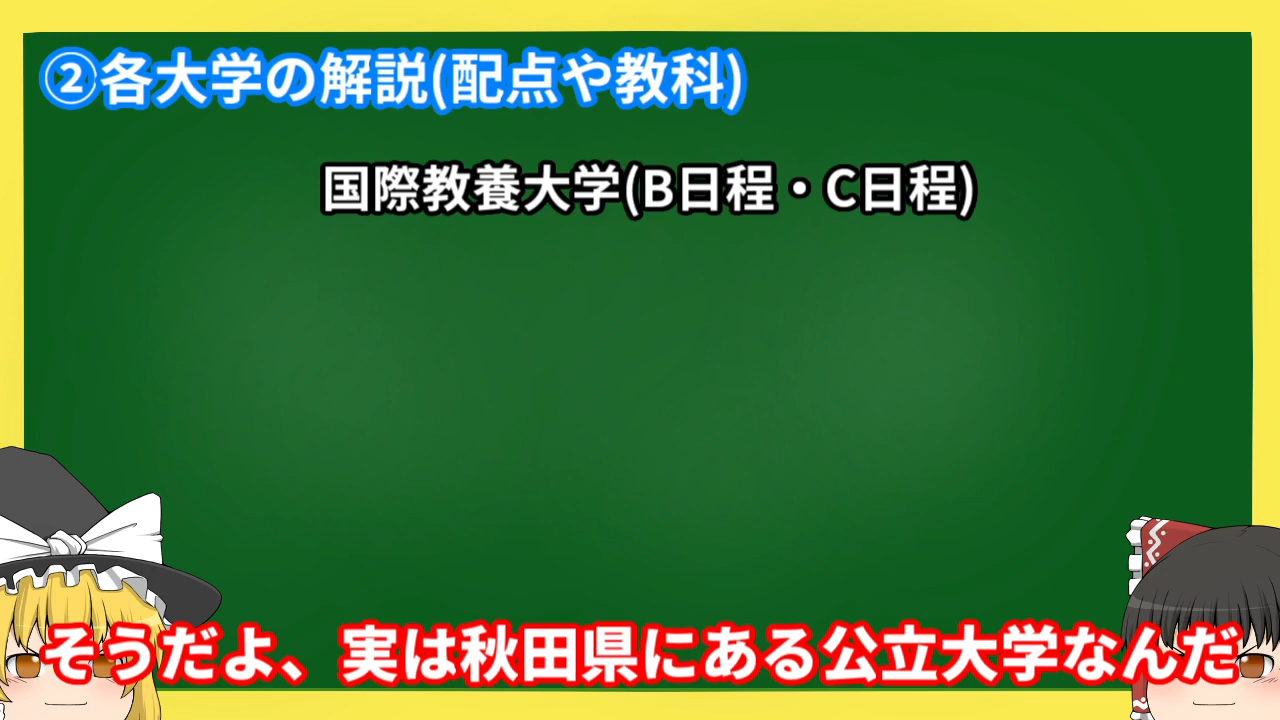 ②各大学の解説(配点や教科)
国際教養大学(B日程・C日程)
そうだよ、実は秋田県にある公立大学なんだ